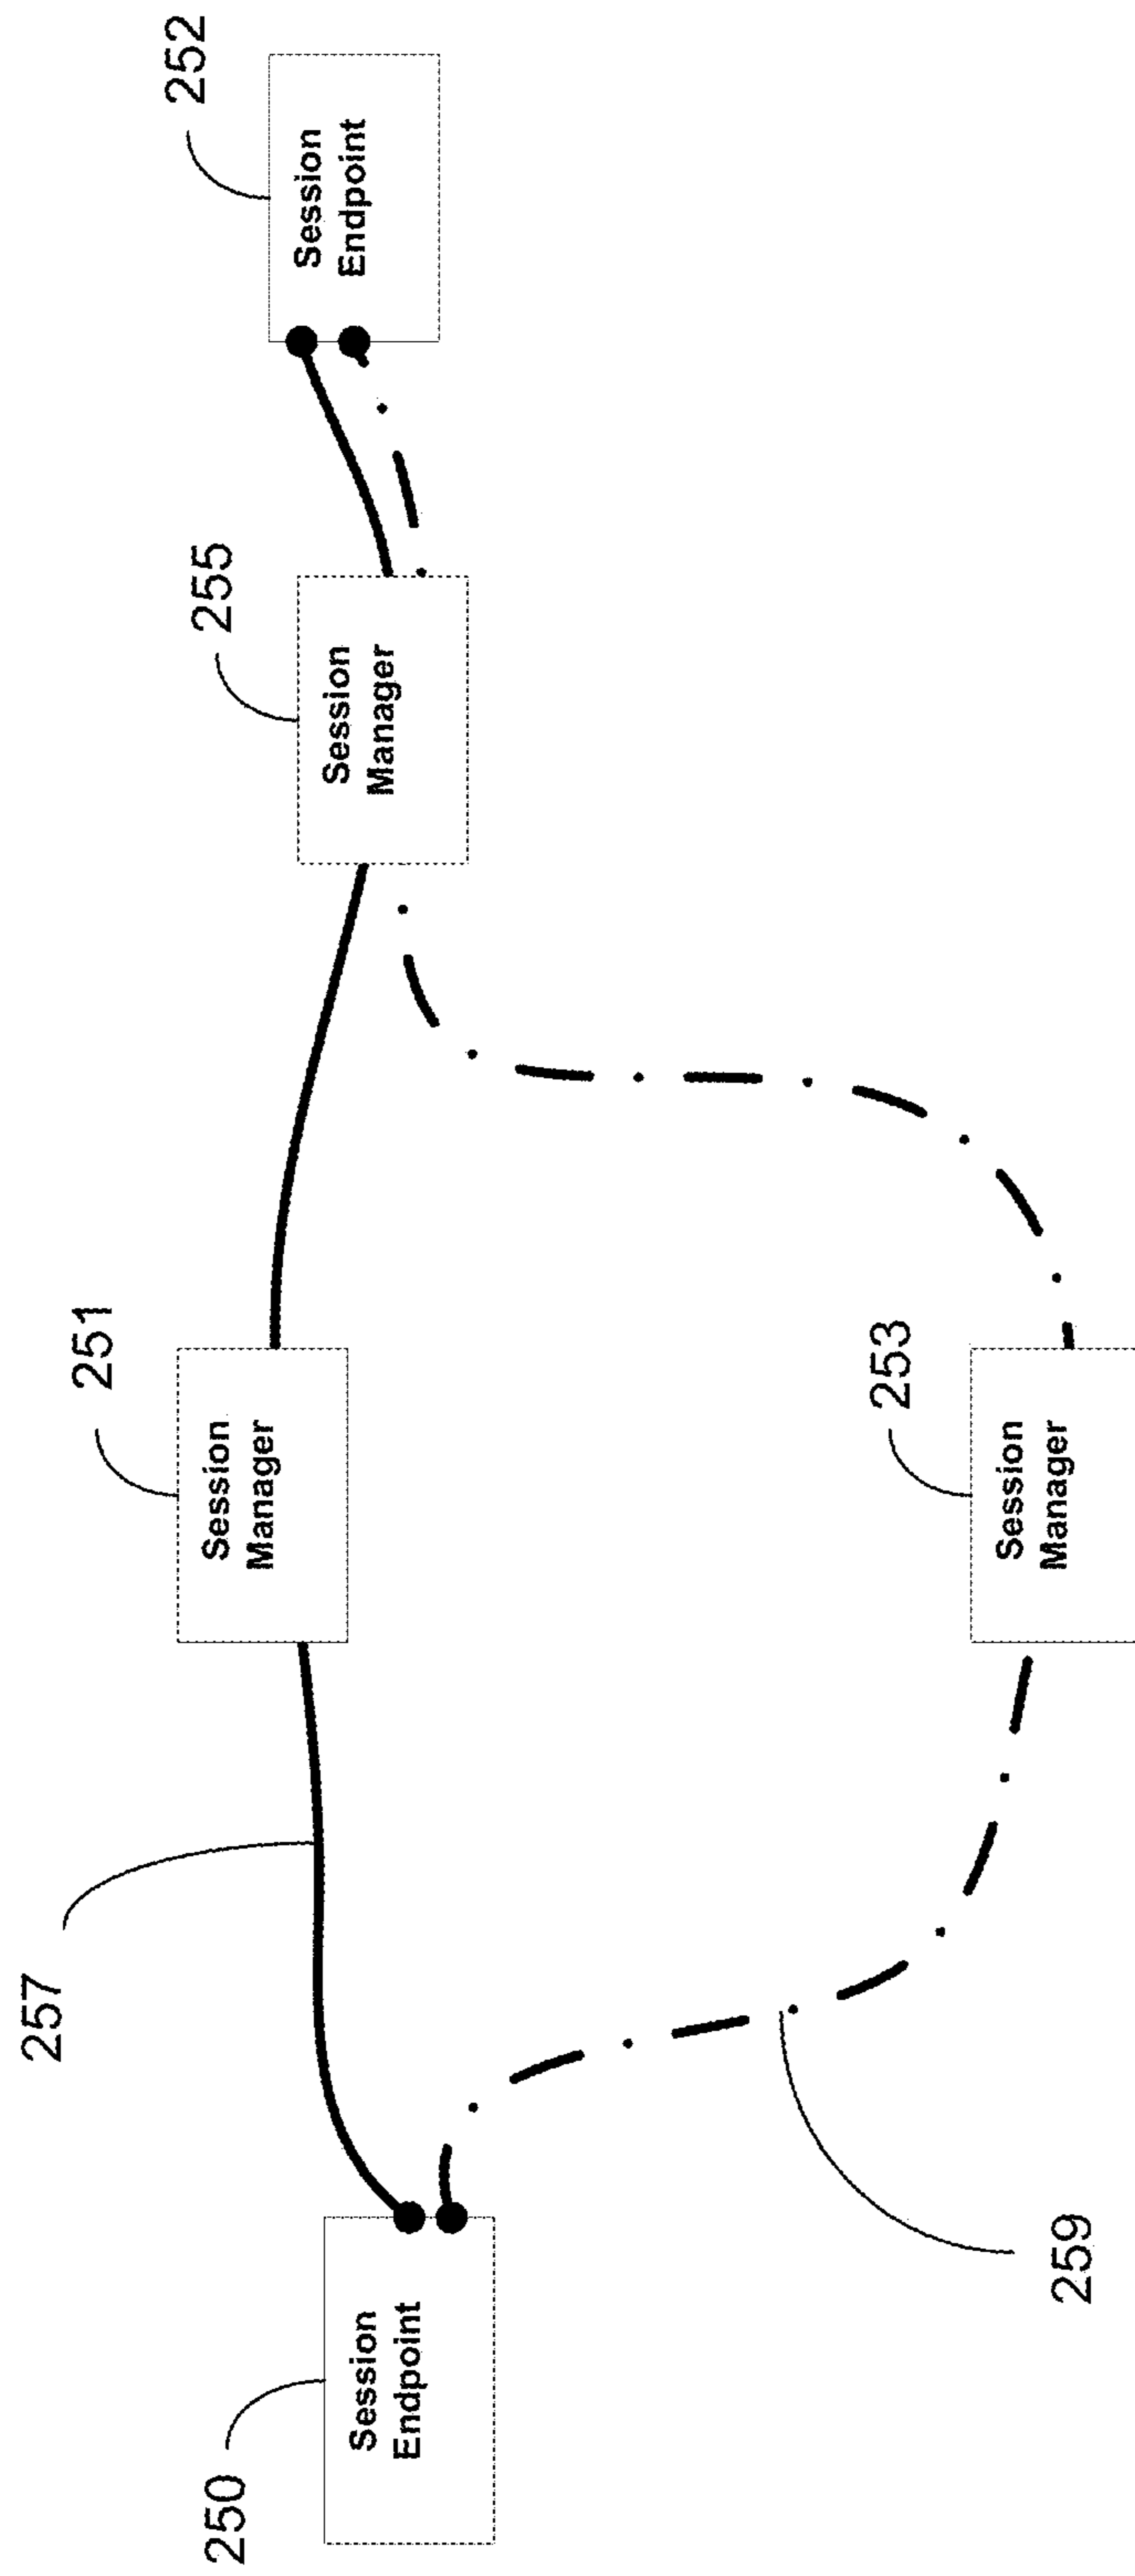 252
Session
Endpoint
255
Session
Manager
251
Session
Manager
253
Session
Manager
257
259
250
Session
Endpoint